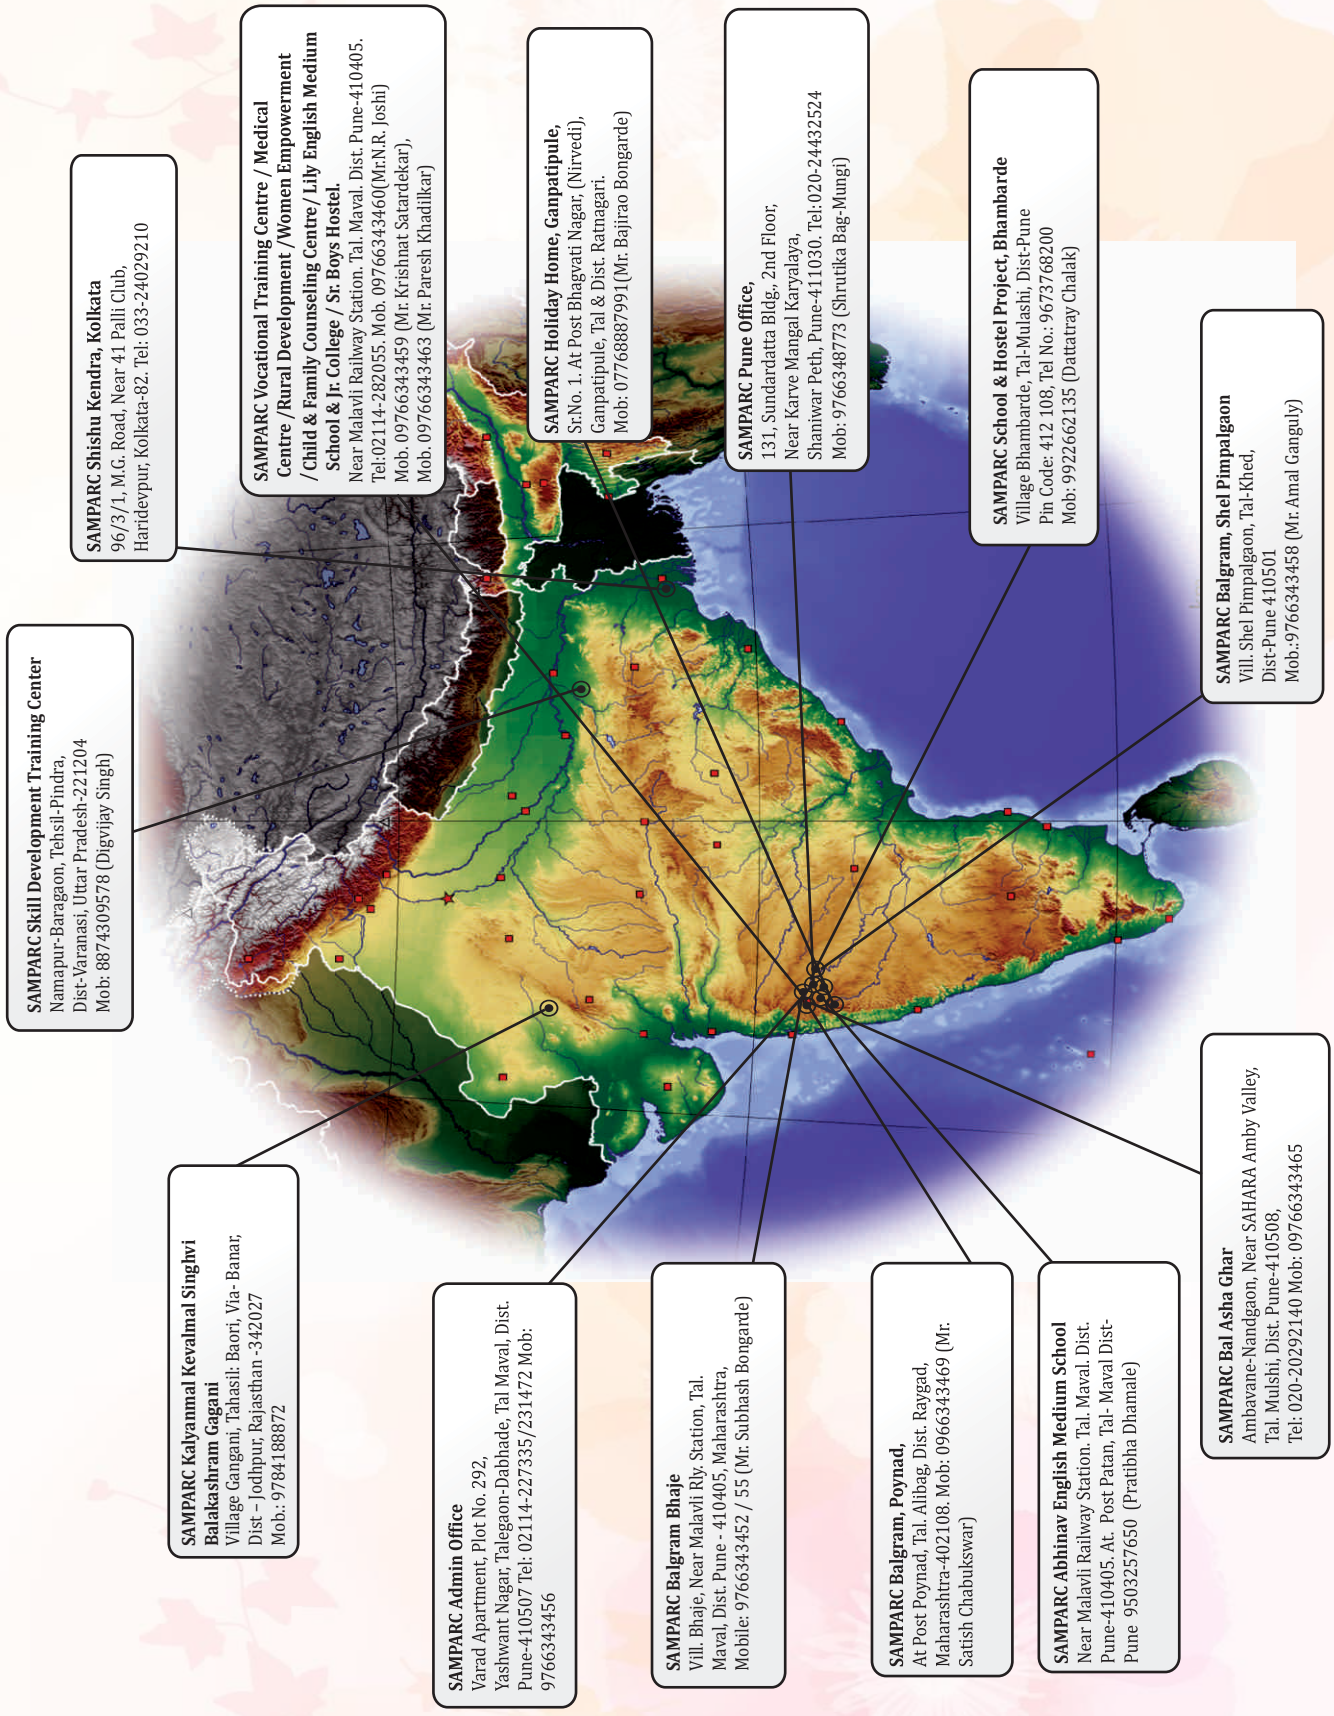 SAMPARC Skill Development Training Center
Namapur-Baragaon, Tehsil-Pindra,
Dist-Varanasi, Uttar Pradesh-221204
Mob: 8874309578 (Digvijay Singh)
SAMPARC Shishu Kendra, Kolkata
96/3/1, M.G. Road, Near 41 Palli Club,
Haridevpur, Kolkata-82. Tel: 033-24029210
SAMPARC Kalyanmal Kevalmal Singhvi
Balakashram Gagani
Village Gangani, Tahasil: Baori, Via- Banar,
Dist – Jodhpur, Rajasthan -342027
Mob.: 9784188872
SAMPARC Vocational Training Centre / Medical
Centre /Rural Development /Women Empowerment
/ Child & Family Counseling Centre/ Lily English Medium
School & Jr. College / Sr. Boys Hostel.
Near Malavli Railway Station. Tal. Maval. Dist. Pune-410405.
Tel:02114-282055. Mob. 09766343460(Mr.N.R. Joshi)
Mob. 09766343459 (Mr. Krishnat Satardekar),
Mob. 09766343463 (Mr. Paresh Khadilkar)
SAMPARC Admin Office
Varad Apartment, Plot No. 292,
Yashwant Nagar, Talegaon-Dabhade, Tal Maval, Dist.
Pune-410507 Tel: 02114-227335/231472 Mob:
9766343456
SAMPARC Holiday Home, Ganpatipule,
Sr.No. 1. At Post Bhagvati Nagar, (Nirvedi),
Ganpatipule, Tal & Dist. Ratnagari.
Mob: 07768887991(Mr. Bajirao Bongarde)
SAMPARC Balgram Bhaje
Vill. Bhaje, Near Malavli Rly. Station, Tal.
Maval, Dist. Pune - 410405, Maharashtra,
Mobile: 9766343452 / 55 (Mr. Subhash Bongarde)
SAMPARC Pune Office,
131, Sundardatta Bldg., 2nd Floor,
Near Karve Mangal Karyalaya,
Shaniwar Peth, Pune-411030. Tel:020-24432524
Mob: 9766348773 (Shrutika Bag-Mungi)
SAMPARC Balgram, Poynad,
At Post Poynad, Tal. Alibag, Dist. Raygad,
Maharashtra-402108. Mob: 0966343469 (Mr.
Satish Chabukswar)
SAMPARC School & Hostel Project, Bhambarde
Village Bhambarde, Tal-Mulashi, Dist-Pune
Pin Code: 412 108, Tel No.: 9673768200
Mob: 9922662135 (Dattatray Chalak)
SAMPARC Abhinav English Medium School
Near Malavli Railway Station. Tal. Maval. Dist.
Pune-410405. At. Post Patan, Tal- Maval Dist-
Pune 9503257650 (Pratibha Dhamale)
SAMPARC Balgram, Shel Pimpalgaon
Vill. Shel Pimpalgaon, Tal-Khed,
Dist-Pune 410501
Mob.:9766343458 (Mr. Amal Ganguly)
SAMPARC Bal Asha Ghar
Ambavane-Nandgaon, Near SAHARA Amby Valley,
Tal. Mulshi, Dist. Pune-410508,
Tel: 020-20292140 Mob: 09766343465